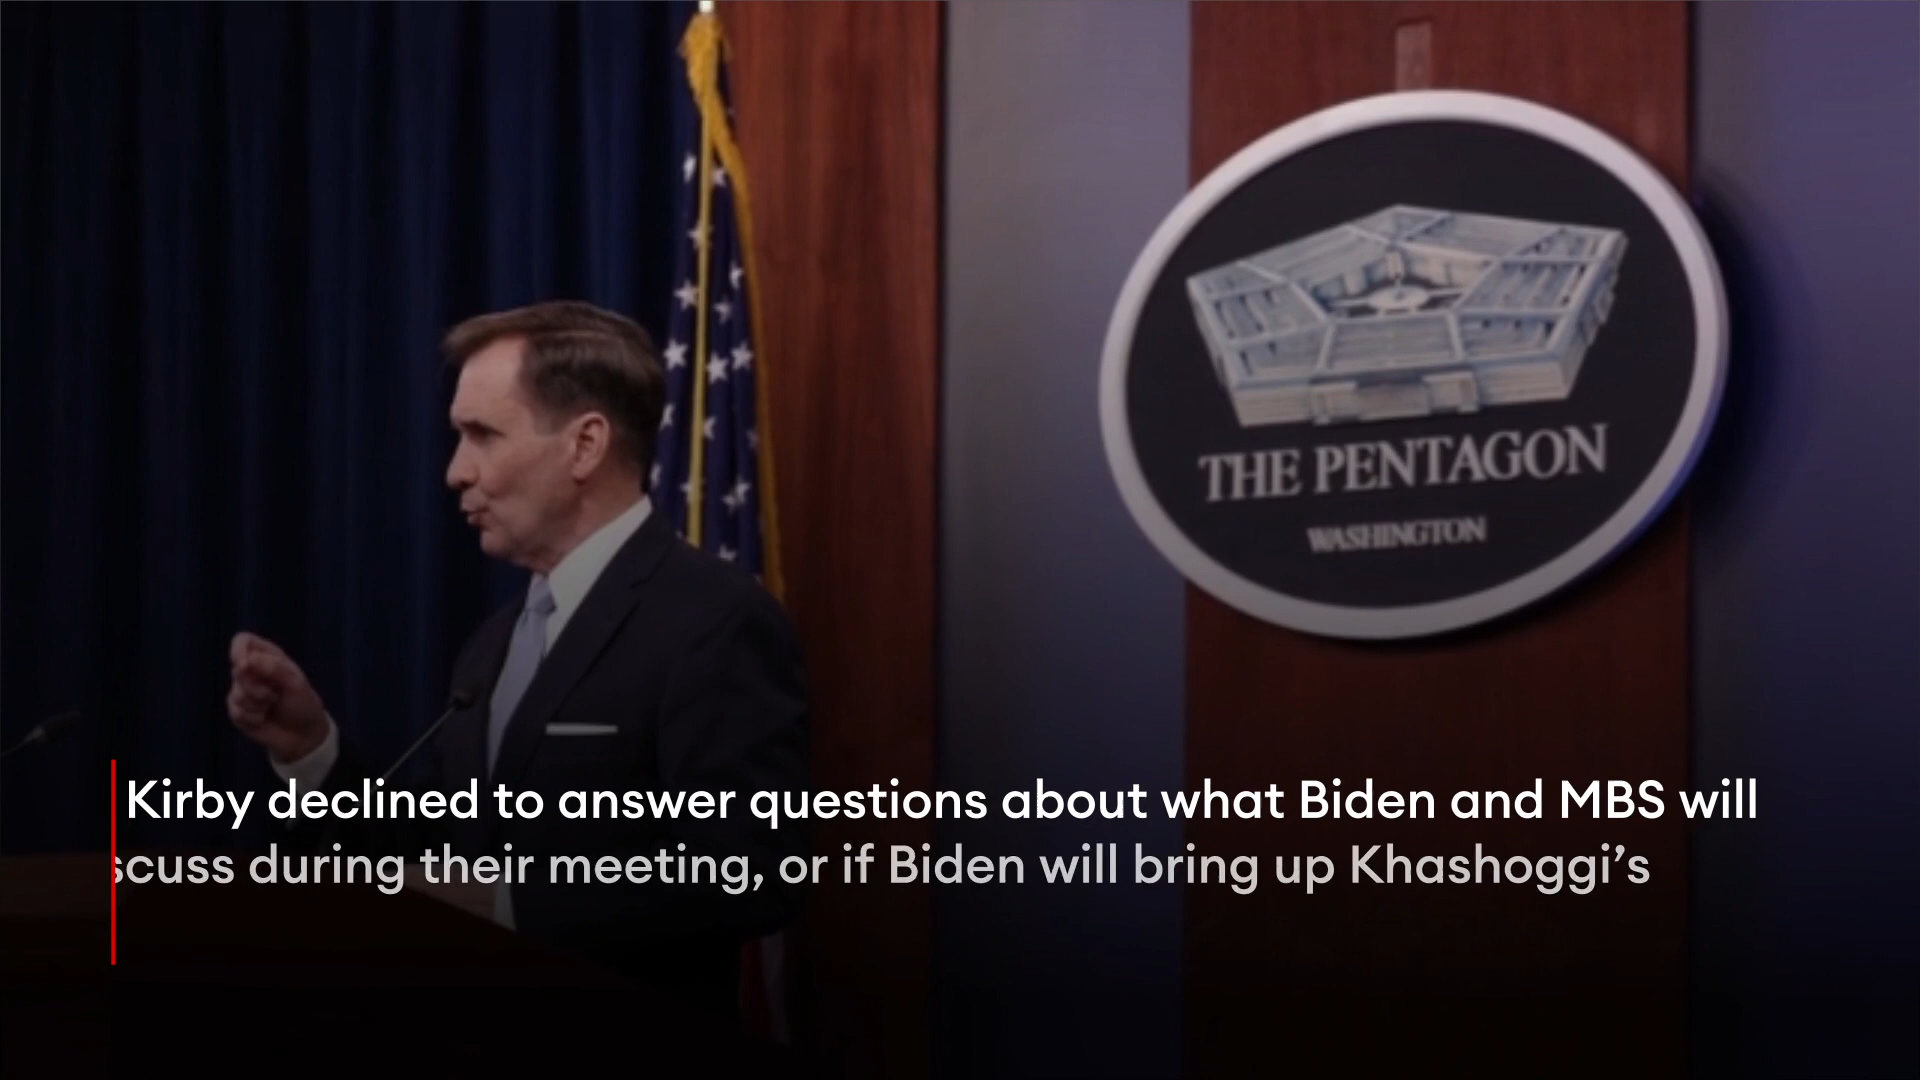 THE PENTAGON
WASHINGTON
Kirby declined to answer questions about what Biden and MBS will
scuss during their meeting, or if Biden will bring up Khashoggi’s